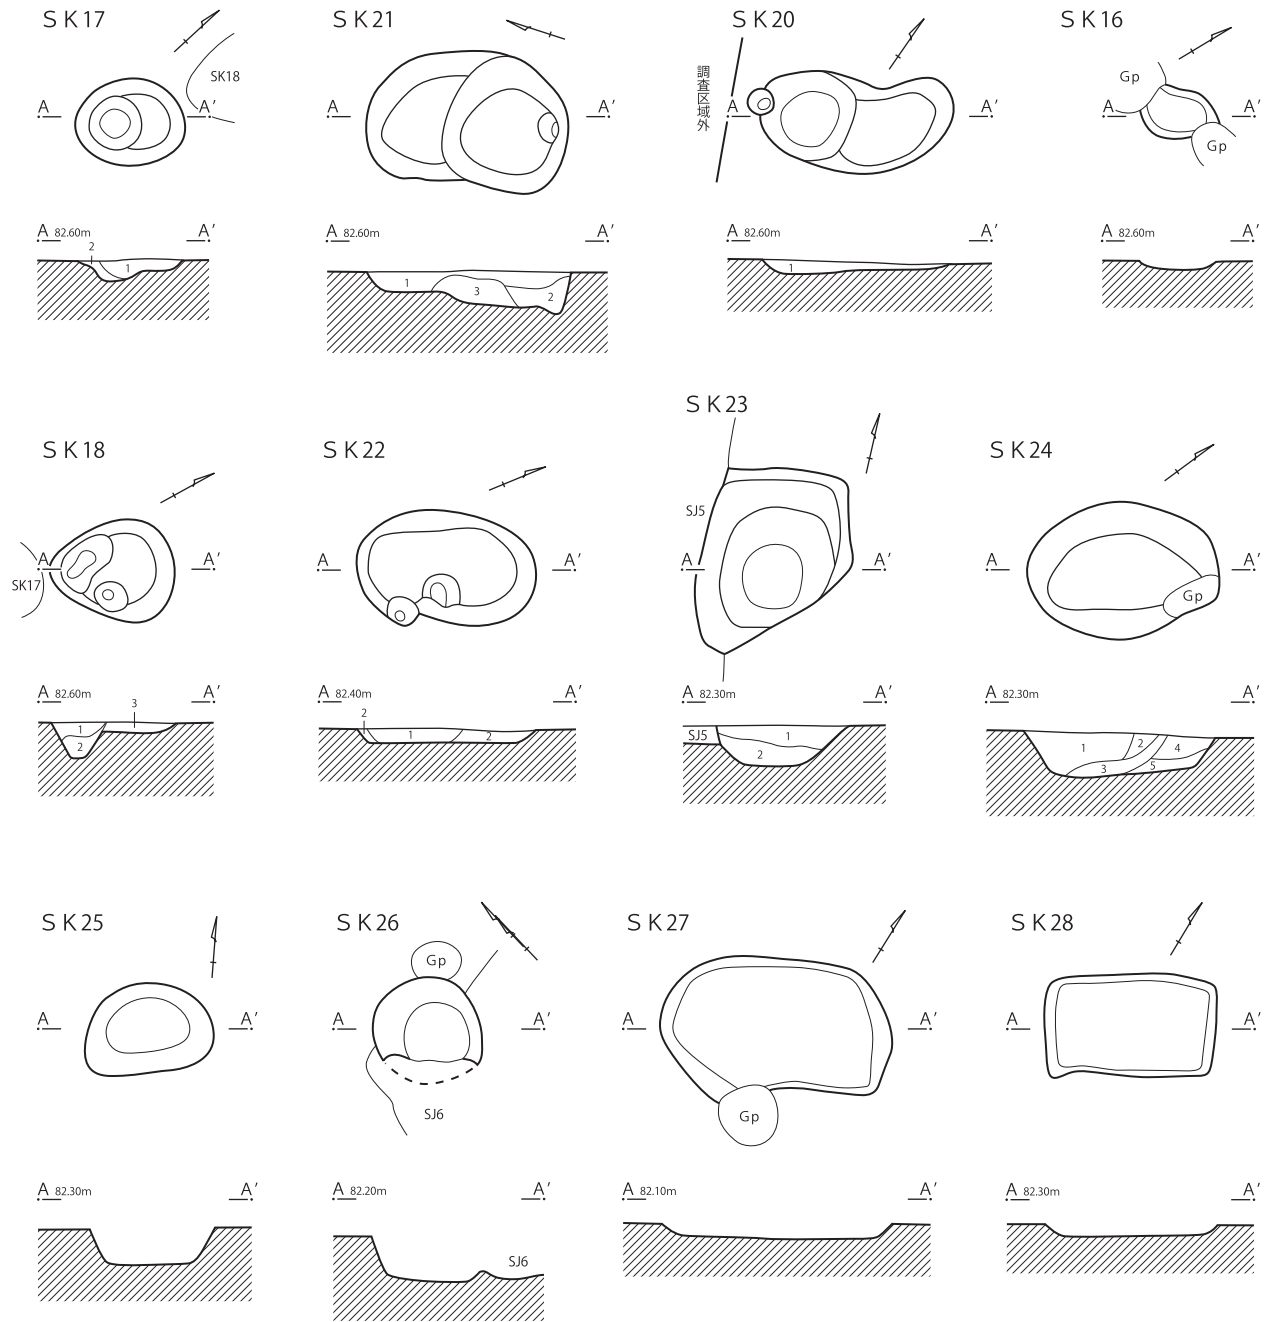 SK17
SK18
A A'
A 82.60m A'
2
1
SK21
A A'
A 82.60m A'
1
3
2
SK20
調査区域外
A A'
A 82.60m A'
1
SK16
Gp
A A'
Gp
A 82.60m A'
SK18
A A'
SK17
A 82.60m A'
3
1
2
SK22
A A'
A 82.40m A'
2
1
2
SK23
SJ5
A A'
A 82.30m A'
SJ5
1
2
SK24
A A'
Gp
A 82.30m A'
1
2
4
3
5
SK25
A A'
A 82.30m A'
SK26
Gp
A A'
SJ6
A 82.20m A'
SJ6
SK27
A A'
Gp
A 82.10m A'
SK28
A A'
A 82.30m A'